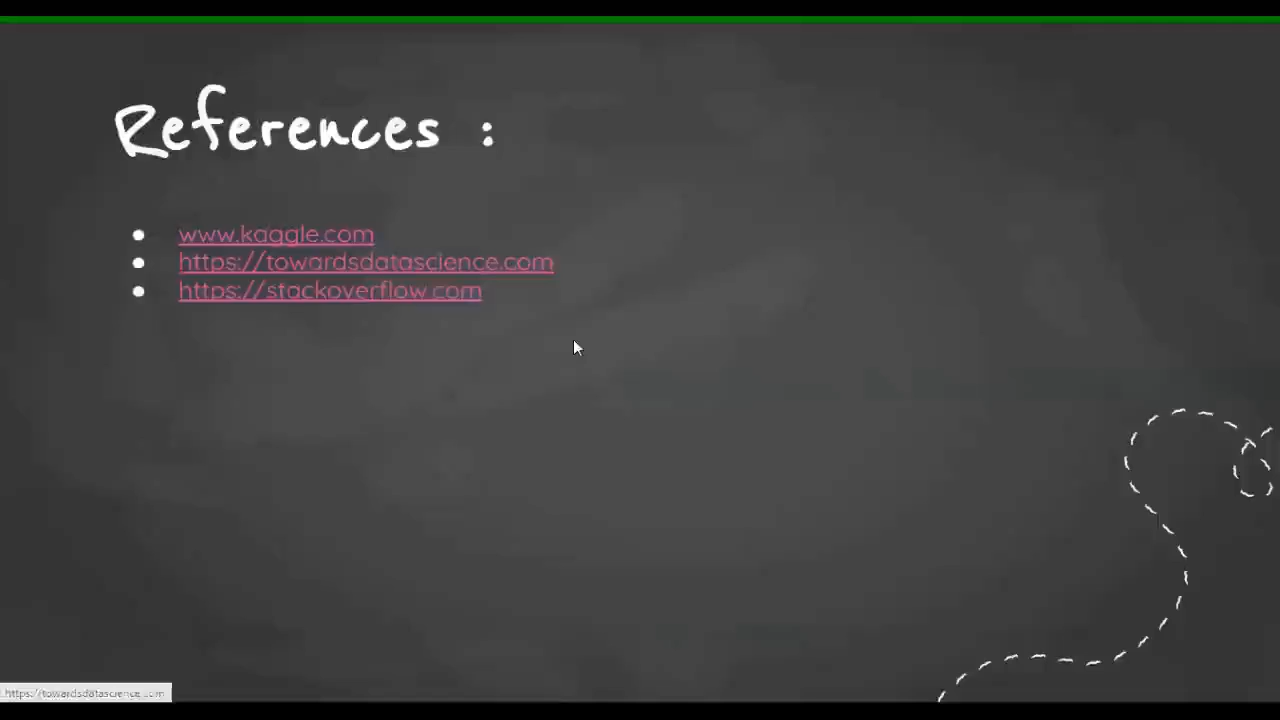 References :
www.kaggle.com
https://towardsdatascience.com
https://stackoverflow.com
https://towardsdatascience.com